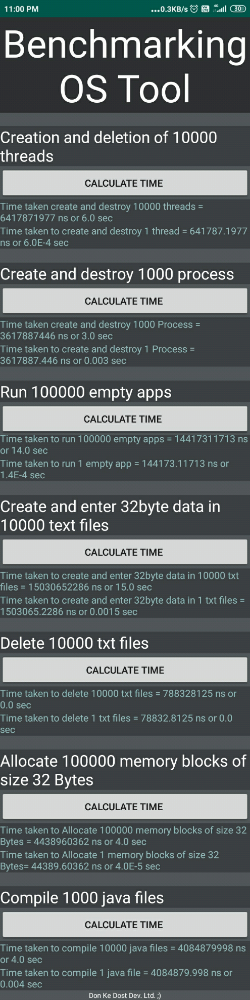 11:00 PM
...0.3KB/s Vo LTE 4G 30
Benchmarking
OS Tool
Creation and deletion of 10000
threads
CALCULATE TIME
Time taken create and destroy 10000 threads =
6417871977 ns or 6.0 sec
Time taken to create and destroy 1 thread = 641787.1977
ns or 6.0E-4 sec
Create and destroy 1000 process
CALCULATE TIME
Time taken create and destroy 1000 Process =
3617887446 ns or 3.0 sec
Time taken to create and destroy 1 Process =
3617887.446 ns or 0.003 sec
Run 100000 empty apps
CALCULATE TIME
Time taken to run 100000 empty apps = 14417311713 ns
or 14.0 sec
Time taken to run 1 empty app = 144173.11713 ns or
1.4E-4 sec
Create and enter 32byte data in
10000 text files
CALCULATE TIME
Time taken to create and enter 32byte data in 10000 txt
files = 15030652286 ns or 15.0 sec
Time taken to create and enter 32byte data in 1 txt files =
1503065.2286 ns or 0.0015 sec
Delete 10000 txt files
CALCULATE TIME
Time taken to delete 10000 txt files = 788328125 ns or
0.0 sec
Time taken to delete 1 txt files = 78832.8125 ns or 0.0
sec
Allocate 100000 memory blocks of
size 32 Bytes
CALCULATE TIME
Time taken to Allocate 100000 memory blocks of size 32
Bytes = 4438960362 ns or 4.0 sec
Time taken to Allocate 1 memory blocks of size 32
Bytes= 44389.60362 ns or 4.0E-5 sec
Compile 1000 java files
CALCULATE TIME
Time taken to compile 10000 java files = 4084879998 ns
or 4.0 sec
Time taken to compile 1 java file = 4084879.998 ns or
0.004 sec
Don Ke Dost Dev. Ltd. ;)